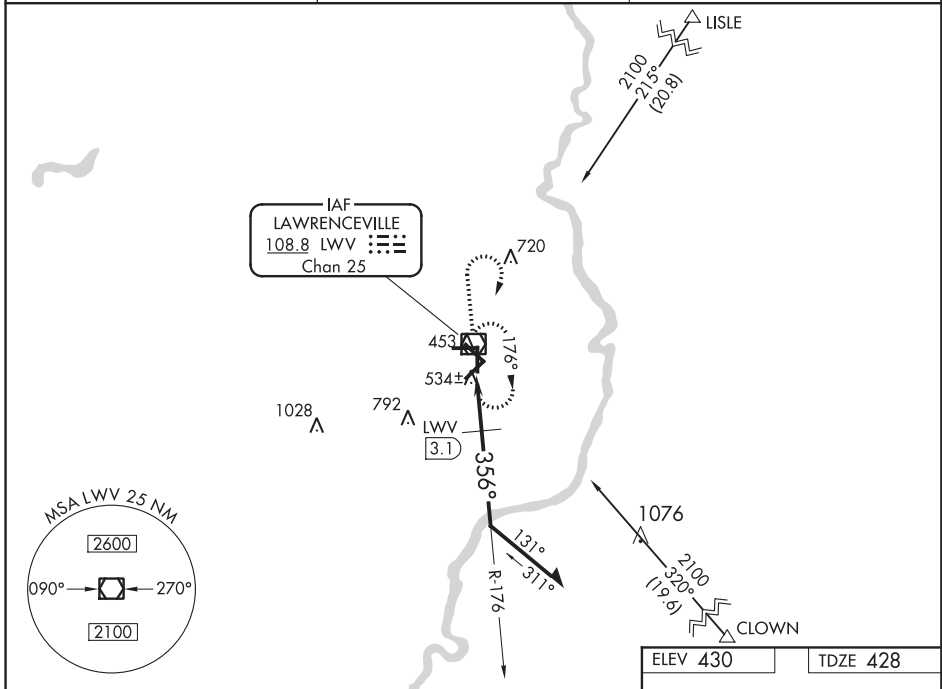 LISLE
2100
215°
(20.8)
IAF
LAWRENCEVILLE
108.8 LWV
Chan 25
720
453
176°
534±
1028
792
LWV
3.1
356°
MSA LWV 25 NM
2600
090°
270°
2100
131°
311°
R-176
1076
2100
320°
(19.6)
CLOWN
ELEV 430
TDZE 428